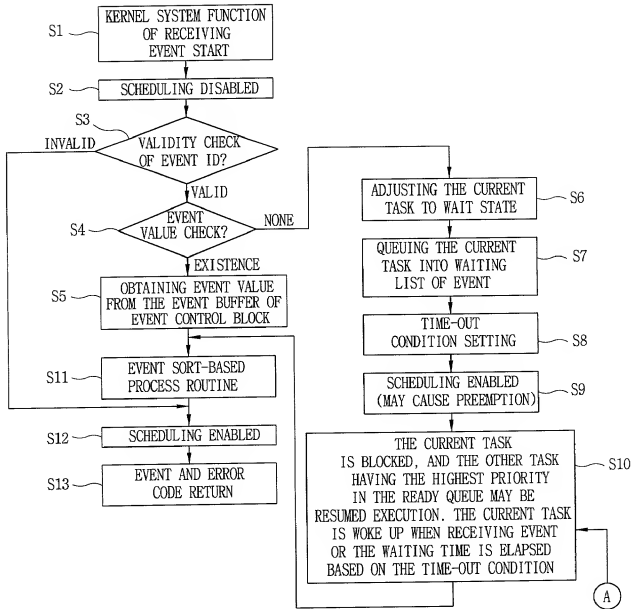 S1
KERNEL SYSTEM FUNCTION
OF RECEIVING
EVENT START
S2
SCHEDULING DISABLED
S3
INVALID
VALIDITY CHECK
OF EVENT ID?
VALID
S4
EVENT
VALUE CHECK?
NONE
EXISTENCE
S5
OBTAINING EVENT VALUE
FROM THE EVENT BUFFER OF
EVENT CONTROL BLOCK
S11
EVENT SORT-BASED
PROCESS ROUTINE
S12
SCHEDULING ENABLED
S13
EVENT AND ERROR
CODE RETURN
ADJUSTING THE CURRENT
TASK TO WAIT STATE
S6
QUEUING THE CURRENT
TASK INTO WAITING
LIST OF EVENT
S7
TIME-OUT
CONDITION SETTING
S8
SCHEDULING ENABLED
(MAY CAUSE PREEMPTION)
S9
THE CURRENT TASK
IS BLOCKED, AND THE OTHER TASK
HAVING THE HIGHEST PRIORITY
IN THE READY QUEUE MAY BE
RESUMED EXECUTION. THE CURRENT TASK
IS WOKE UP WHEN RECEIVING EVENT
OR THE WAITING TIME IS ELAPSED
BASED ON THE TIME-OUT CONDITION
S10
A